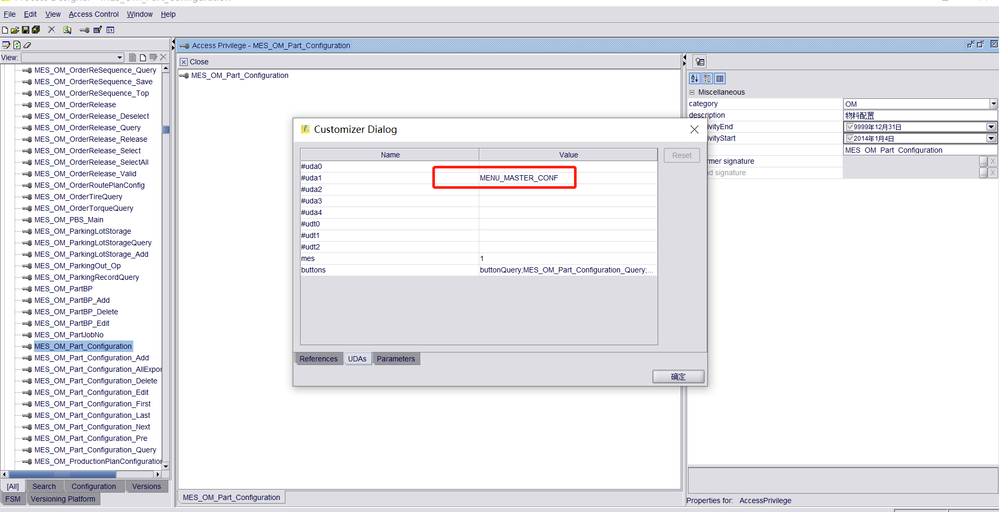 Process Designer - MES_OM_Part_Configuration
File Edit View Access Control Window Help
View:
MES_OM_OrderReSequence_Query
MES_OM_OrderReSequence_Save
MES_OM_OrderReSequence_Top
MES_OM_OrderRelease
MES_OM_OrderRelease_Deselect
MES_OM_OrderRelease_Query
MES_OM_OrderRelease_Release
MES_OM_OrderRelease_Select
MES_OM_OrderRelease_SelectAll
MES_OM_OrderRelease_Valid
MES_OM_OrderRoutePlanConfig
MES_OM_OrderTireQuery
MES_OM_OrderTorqueQuery
MES_OM_PBS_Main
MES_OM_ParkingLotStorage
MES_OM_ParkingLotStorageQuery
MES_OM_ParkingLotStorage_Add
MES_OM_ParkingOut_Op
MES_OM_ParkingRecordQuery
MES_OM_PartBP
MES_OM_PartBP_Add
MES_OM_PartBP_Delete
MES_OM_PartBP_Edit
MES_OM_PartJobNo
MES_OM_Part_Configuration
MES_OM_Part_Configuration_Add
MES_OM_Part_Configuration_AllExpor
MES_OM_Part_Configuration_Delete
MES_OM_Part_Configuration_Edit
MES_OM_Part_Configuration_First
MES_OM_Part_Configuration_Last
MES_OM_Part_Configuration_Next
MES_OM_Part_Configuration_Pre
MES_OM_Part_Configuration_Query
MES_OM_ProductionPlanConfiguration
[All] Search Configuration Versions
FSM Versioning Platform
Access Privilege - MES_OM_Part_Configuration
Close
MES_OM_Part_Configuration
Customizer Dialog
Name Value
Reset
#uda0
#uda1 MENU_MASTER_CONF
#uda2
#uda3
#uda4
#udt0
#udt1
#udt2
mes 1
buttons buttonQuery;MES_OM_Part_Configuration_Query;...
References UDAs Parameters
确定
MES_OM_Part_Configuration
Miscellaneous
category OM
description 物料配置
ivityEnd 9999年12月31日
ivityStart 2014年1月4日
MES_OM_Part_Configuration
rmer signature ... X
nd signature ... X
Properties for: AccessPrivilege